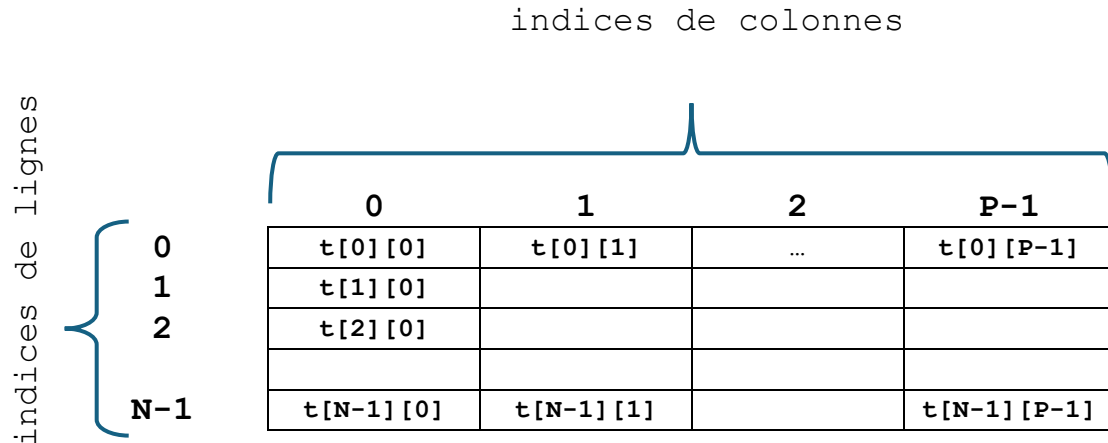 indices de colonnes
indices de lignes
0 1 2 P-1
0 t[0][0] t[0][1] … t[0][P-1]
1 t[1][0]
2 t[2][0]
N-1 t[N-1][0] t[N-1][1] t[N-1][P-1]